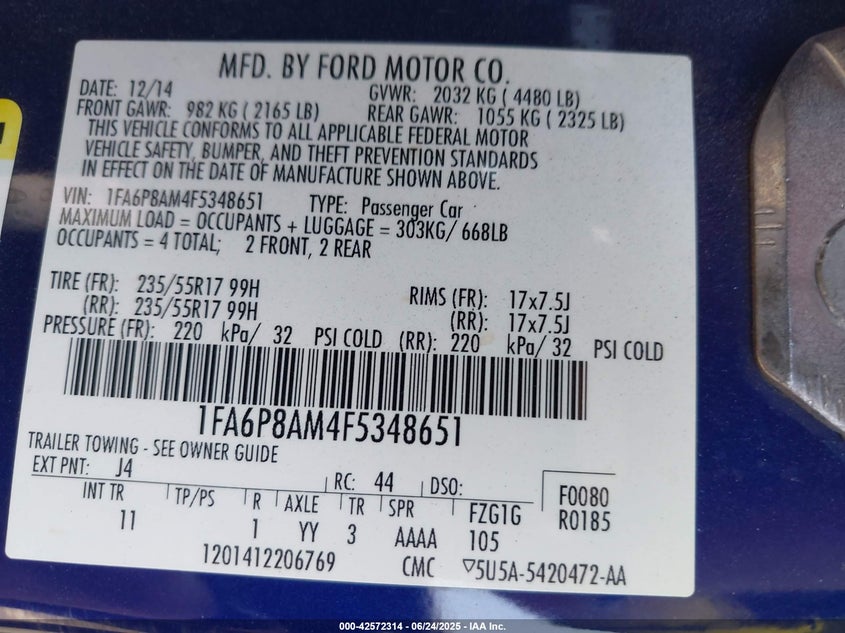 MFD. BY FORD MOTOR CO.
DATE: 12/14 GVWR: 2032 KG ( 4480 LB)
FRONT GAWR: 982 KG ( 2165 LB) REAR GAWR: 1055 KG ( 2325 LB)
THIS VEHICLE CONFORMS TO ALL APPLICABLE FEDERAL MOTOR
VEHICLE SAFETY, BUMPER, AND THEFT PREVENTION STANDARDS
IN EFFECT ON THE DATE OF MANUFACTURE SHOWN ABOVE.
VIN: 1FA6P8AM4F5348651 TYPE: Passenger Car
MAXIMUM LOAD = OCCUPANTS + LUGGAGE = 303KG/ 668LB
OCCUPANTS = 4 TOTAL; 2 FRONT, 2 REAR
TIRE (FR): 235/55R17 99H RIMS (FR): 17x7.5J
(RR): 235/55R17 99H (RR): 17x7.5J
PRESSURE (FR): 220 kPa/ 32 PSI COLD (RR): 220 kPa/ 32 PSI COLD
1FA6P8AM4F5348651
TRAILER TOWING - SEE OWNER GUIDE
EXT PNT: J4 RC: 44 DSO: F0080
INT TR TP/PS R AXLE TR SPR FZG1G R0185
11 1 YY 3 AAAA 105
1201412206769 CMC ▽5U5A-5420472-AA
000-42572314 - 06/24/2025 - IAA Inc.